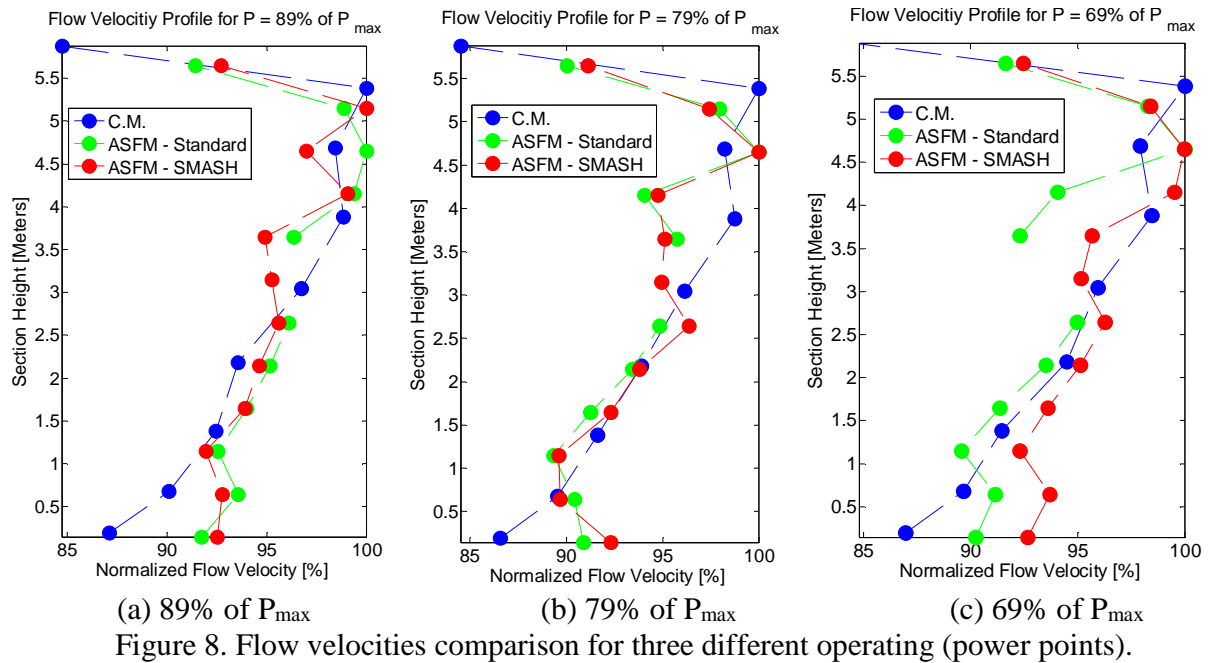 Flow Velocitiy Profile for P = 89% of P max
5.5
5
4.5
4
3.5
3
2.5
2
1.5
1
0.5
Section Height [Meters]
C.M.
ASFM - Standard
ASFM - SMASH
85 90 95 100
Normalized Flow Velocity [%]
(a) 89% of Pmax
Flow Velocitiy Profile for P = 79% of P max
5.5
5
4.5
4
3.5
3
2.5
2
1.5
1
0.5
Section Height [Meters]
C.M.
ASFM - Standard
ASFM - SMASH
90 95 100
Normalized Flow Velocity [%]
(b) 79% of Pmax
Flow Velocitiy Profile for P = 69% of P max
5.5
5
4.5
4
3.5
3
2.5
2
1.5
1
0.5
Section Height [Meters]
C.M.
ASFM - Standard
ASFM - SMASH
85 90 95 100
Normalized Flow Velocity [%]
(c) 69% of Pmax
Figure 8. Flow velocities comparison for three different operating (power points).